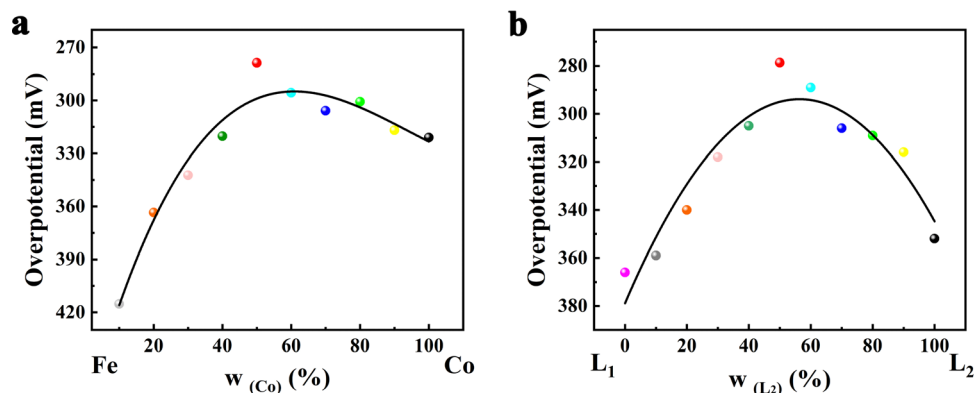 a
Overpotential (mV)
270
300
330
360
390
420
20 40 60 80 100
Fe Co
w (Co) (%)
b
Overpotential (mV)
280
300
320
340
360
380
0 20 40 60 80 100
L₁ L₂
w (L₂) (%)